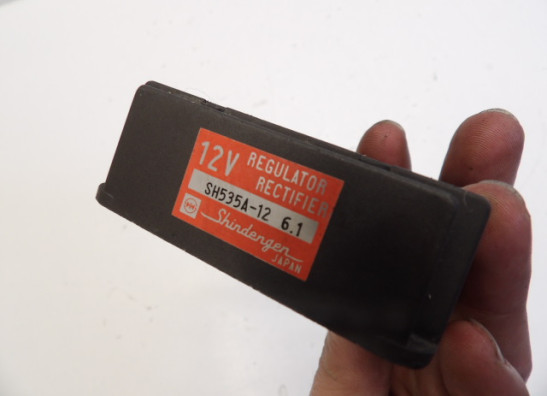 12V REGULATOR
RECTIFIER
SH535A-12 6.1
Shindengen
JAPAN